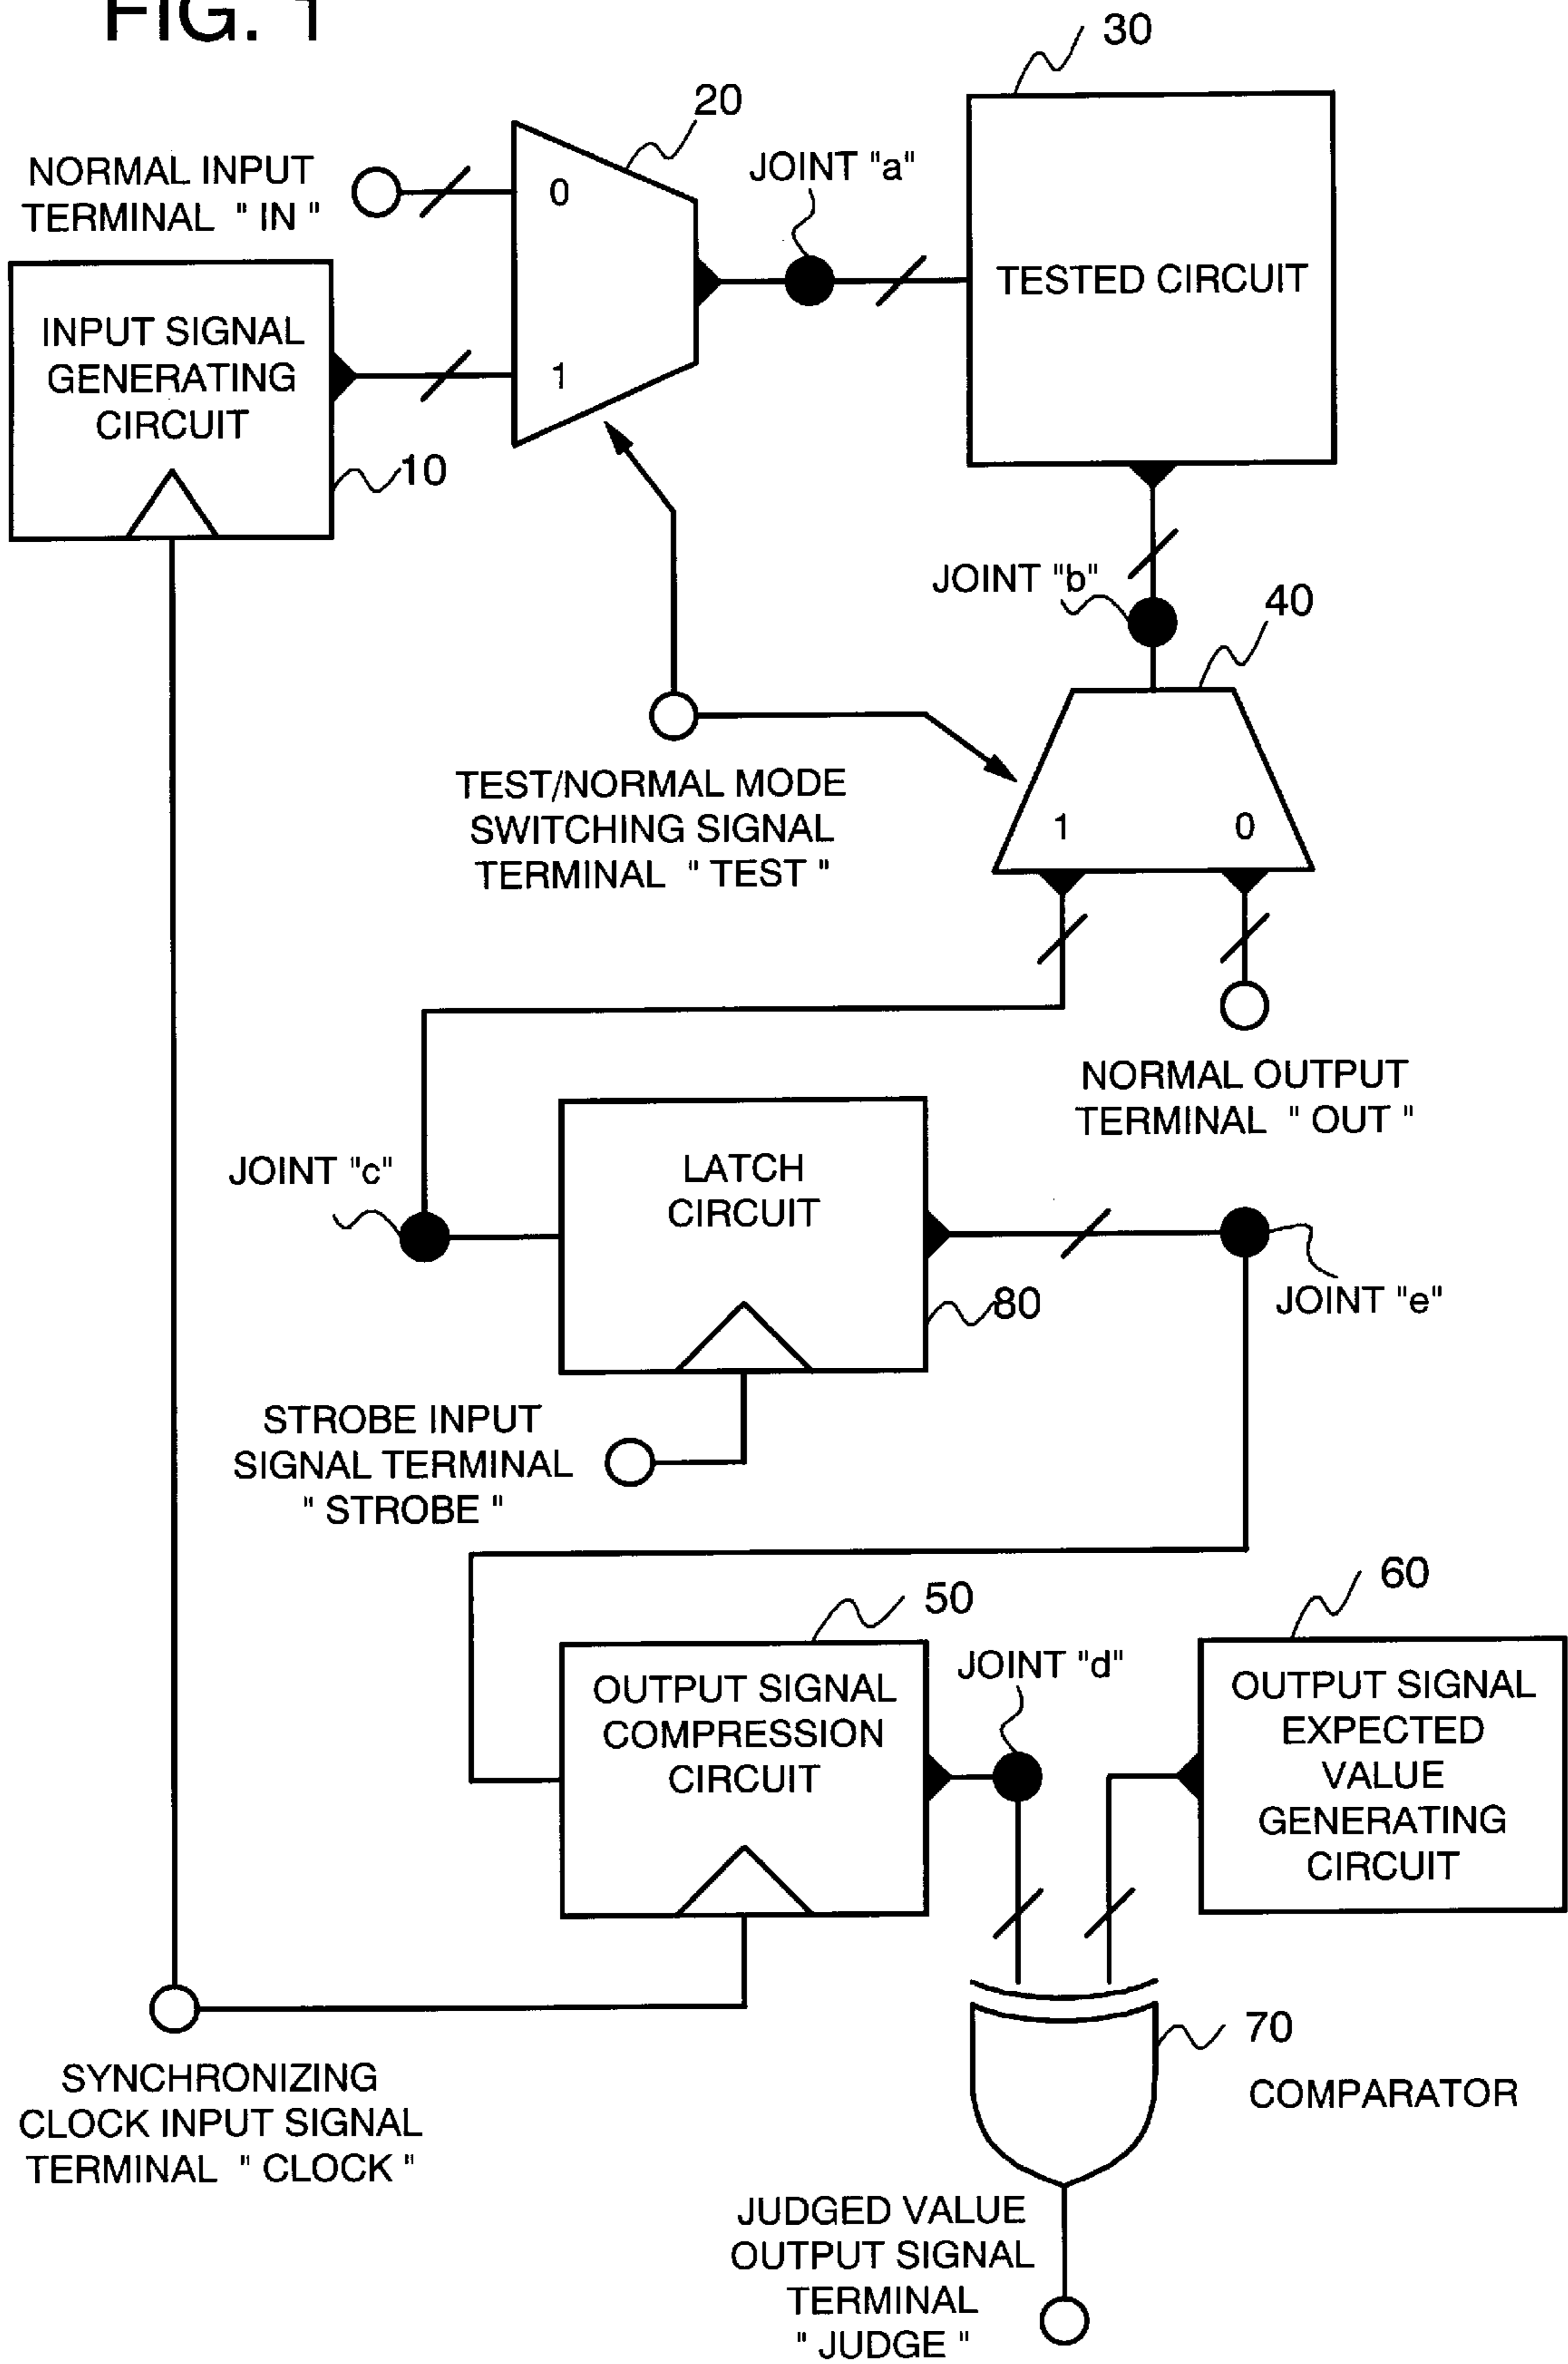 FIG. 1
30
20
NORMAL INPUT
TERMINAL " IN "
0
JOINT "a"
TESTED CIRCUIT
INPUT SIGNAL
GENERATING
CIRCUIT
1
10
JOINT "b"
40
TEST/NORMAL MODE
SWITCHING SIGNAL
TERMINAL " TEST "
1
0
NORMAL OUTPUT
TERMINAL " OUT "
JOINT "c"
LATCH
CIRCUIT
80
JOINT "e"
STROBE INPUT
SIGNAL TERMINAL
" STROBE "
50
60
OUTPUT SIGNAL
COMPRESSION
CIRCUIT
JOINT "d"
OUTPUT SIGNAL
EXPECTED
VALUE
GENERATING
CIRCUIT
70
COMPARATOR
SYNCHRONIZING
CLOCK INPUT SIGNAL
TERMINAL " CLOCK "
JUDGED VALUE
OUTPUT SIGNAL
TERMINAL
" JUDGE "